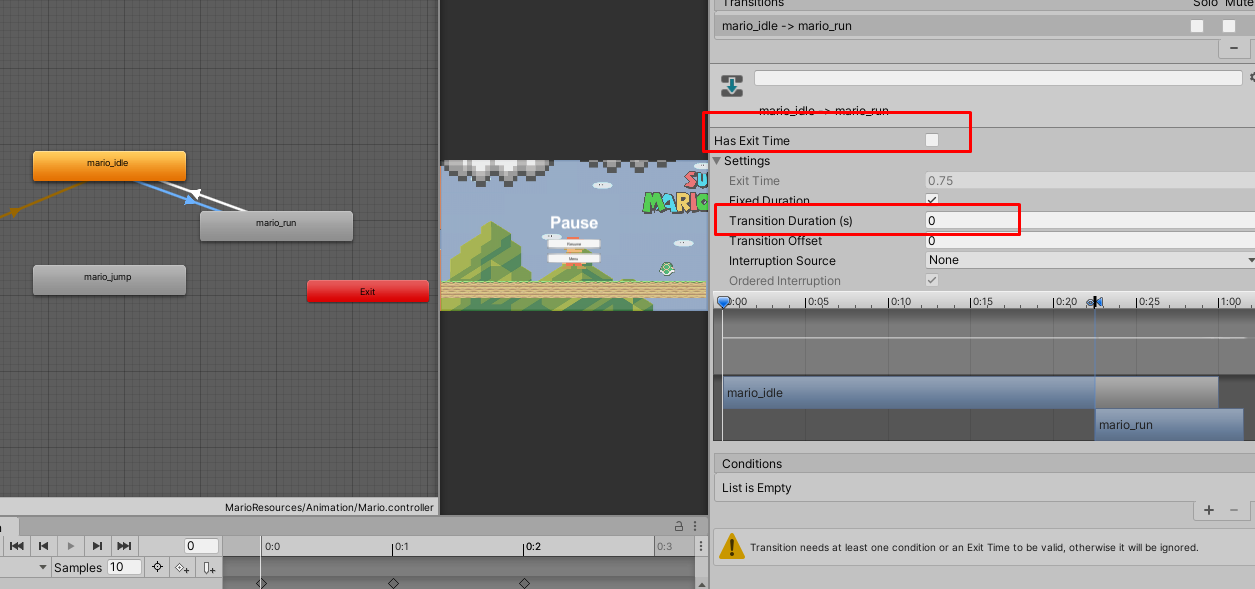 mario_idle
mario_run
mario_jump
Exit
MarioResources/Animation/Mario.controller
SU
MARIO
Pause
Resume
Menu
0
0:0
0:1
0:2
0:3
Samples
10
Transitions
Solo
Mute
mario_idle -> mario_run
mario_idle -> mario_run
Has Exit Time
Settings
Exit Time
0.75
Fixed Duration
Transition Duration (s)
0
Transition Offset
0
Interruption Source
None
Ordered Interruption
0:05
0:10
0:15
0:20
0:25
1:00
mario_idle
mario_run
Conditions
List is Empty
Transition needs at least one condition or an Exit Time to be valid, otherwise it will be ignored.